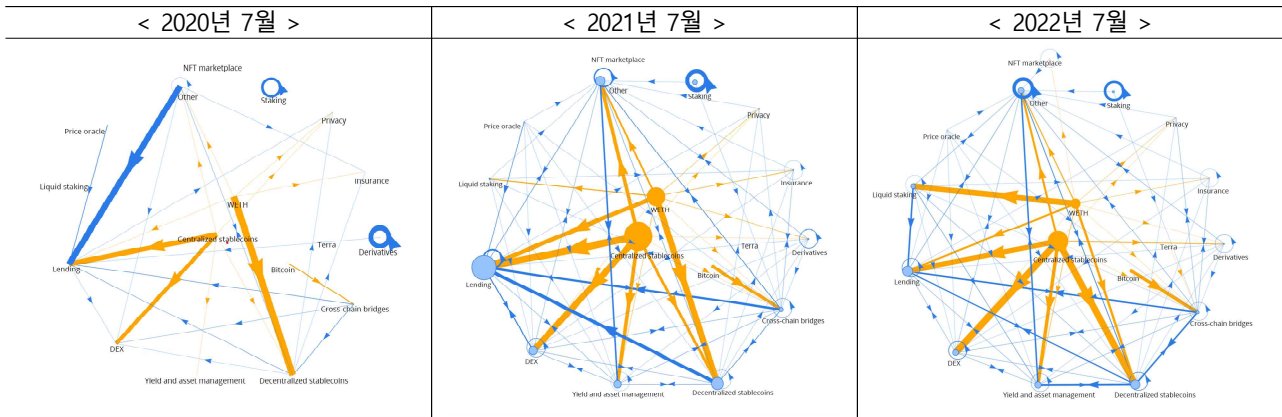 < 2020년 7월 >
< 2021년 7월 >
< 2022년 7월 >
NFT marketplace
Other
Staking
Price oracle
Privacy
Liquid staking
Insurance
WETH
Centralized stablecoins
Terra
Derivatives
Lending
Bitcoin
Cross-chain bridges
DEX
Yield and asset management
Decentralized stablecoins
NFT marketplace
Other
Staking
Price oracle
Privacy
Liquid staking
Insurance
WETH
Terra
Derivatives
Centralized stablecoins
Lending
Bitcoin
Cross-chain bridges
DEX
Yield and asset management
Decentralized stablecoins
NFT marketplace
Other
Staking
Price oracle
Privacy
Liquid staking
Insurance
WETH
Terra
Derivatives
Centralized stablecoins
Lending
Bitcoin
Cross-chain bridges
DEX
Yield and asset management
Decentralized stablecoins